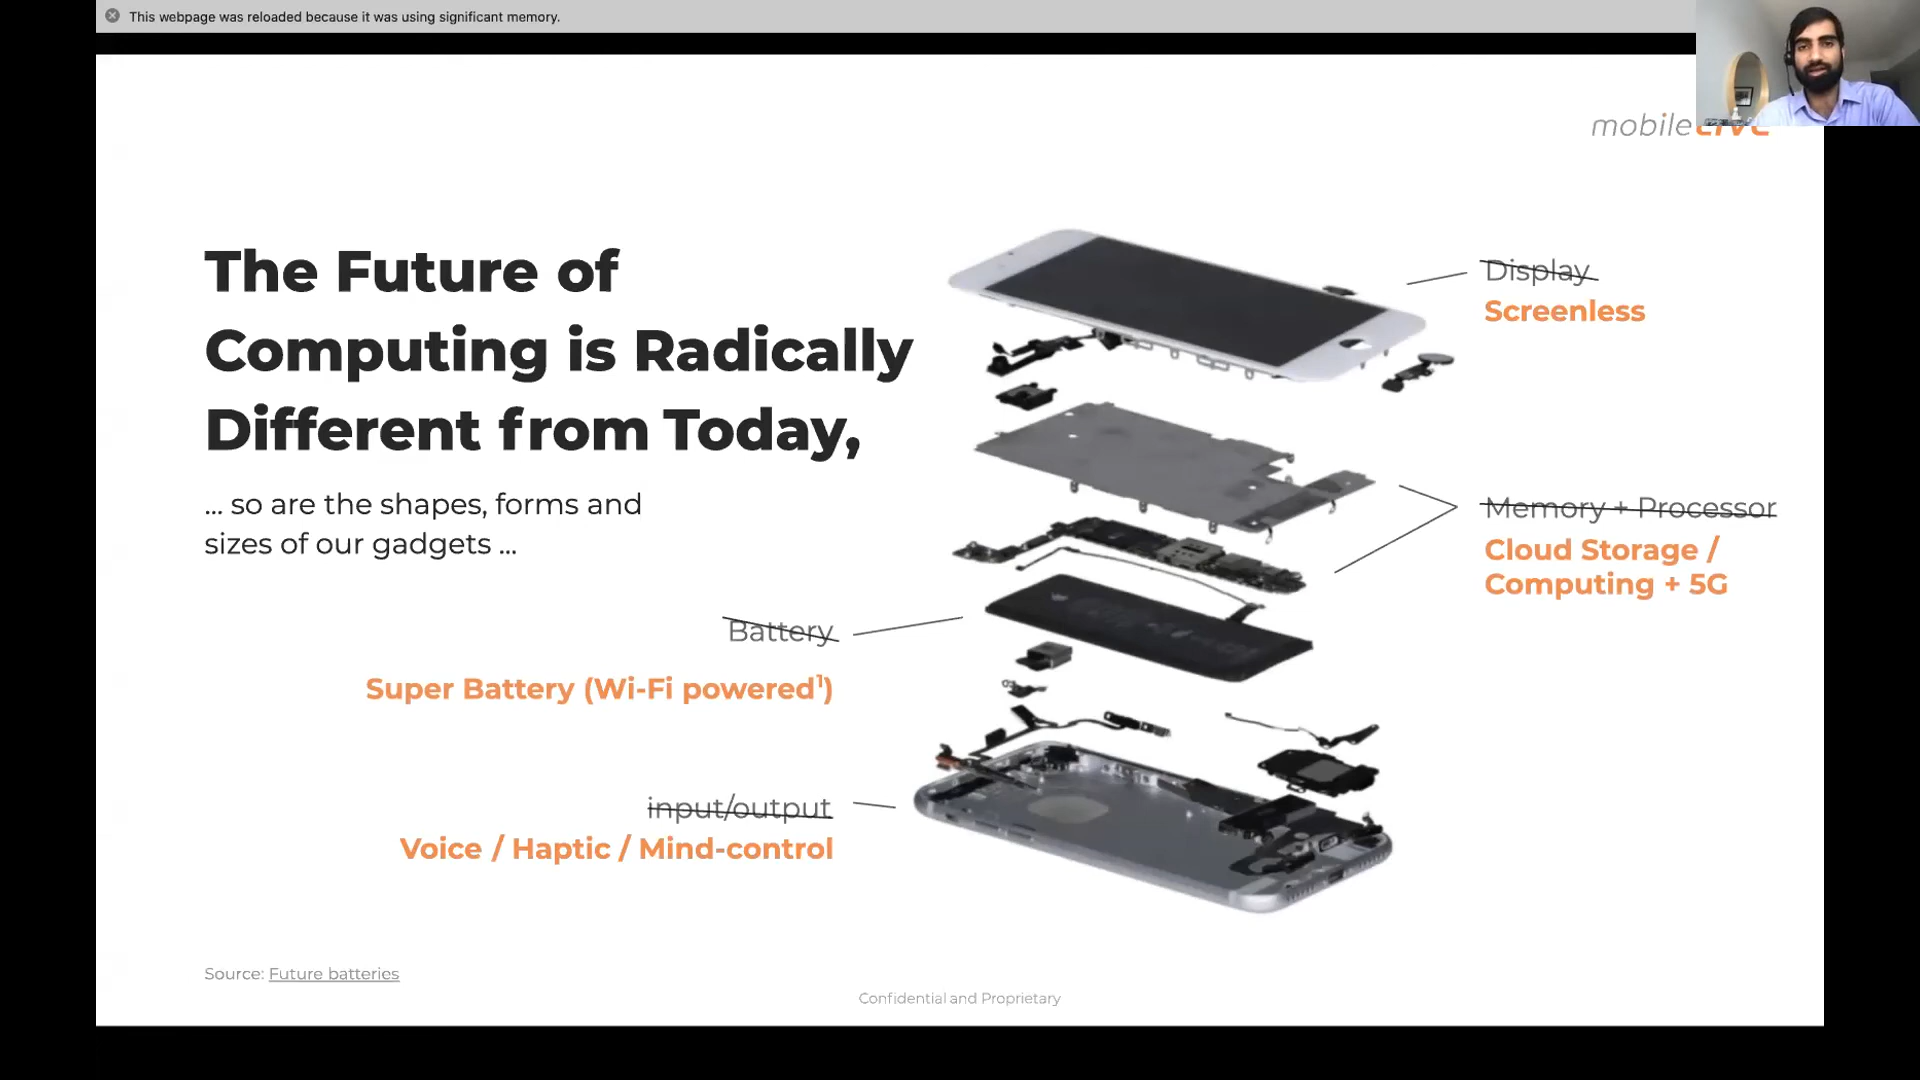 This webpage was reloaded because it was using significant memory.
mobileLIVE
The Future of
Computing is Radically
Different from Today,
... so are the shapes, forms and
sizes of our gadgets ...
Display
Screenless
Memory + Processor
Cloud Storage /
Computing + 5G
Battery
Super Battery (Wi-Fi powered¹)
input/output
Voice / Haptic / Mind-control
Source: Future batteries
Confidential and Proprietary